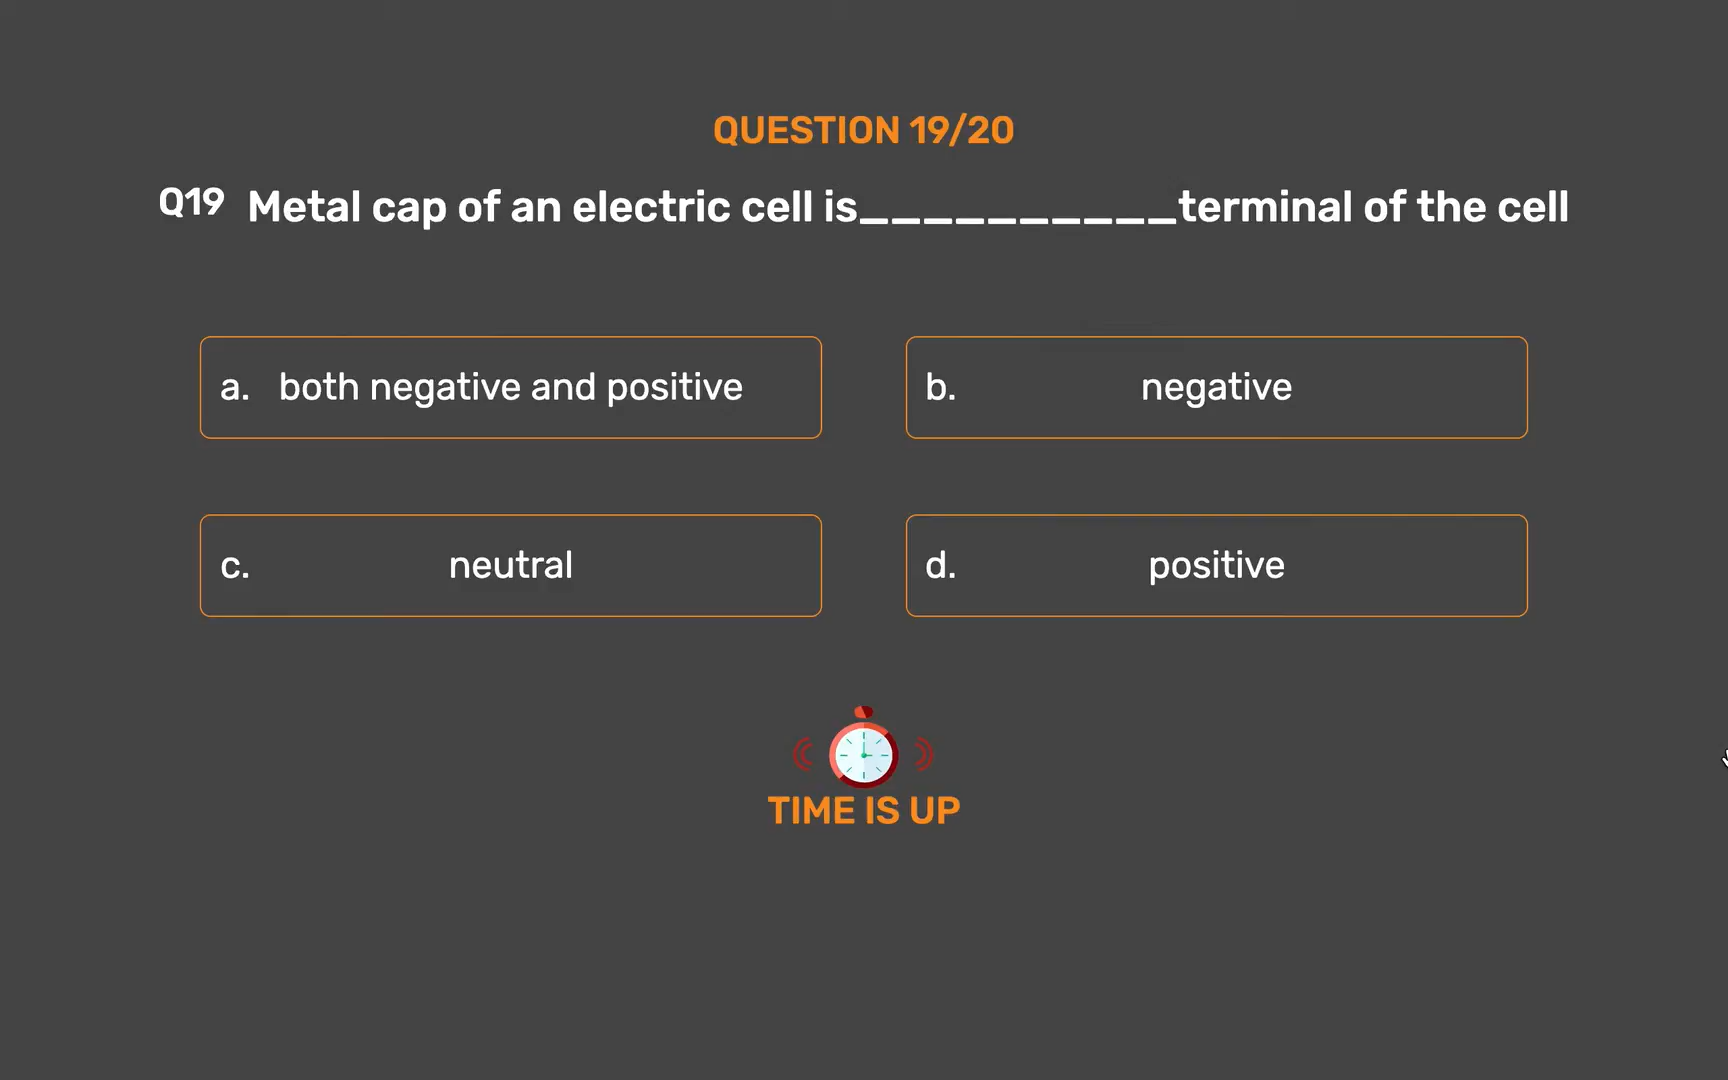 QUESTION 19/20
Q19 Metal cap of an electric cell is__________terminal of the cell
a. both negative and positive
b. negative
c. neutral
d. positive
TIME IS UP